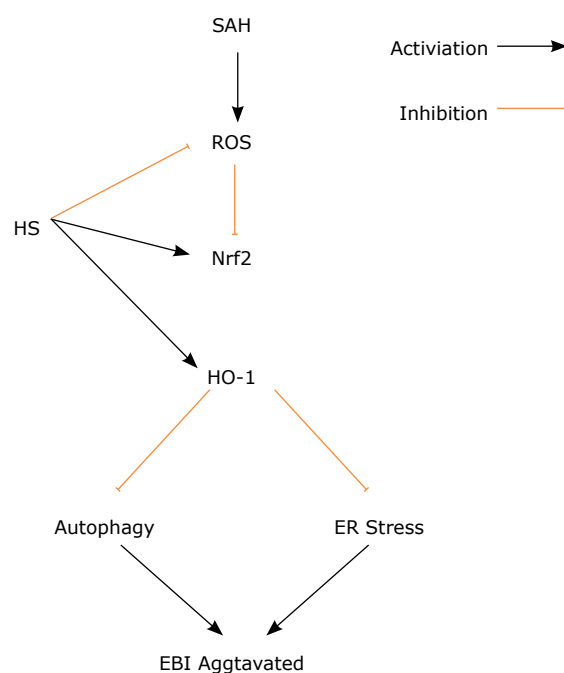 SAH
Activiation
Inhibition
ROS
HS
Nrf2
HO-1
Autophagy
ER Stress
EBI Aggtavated